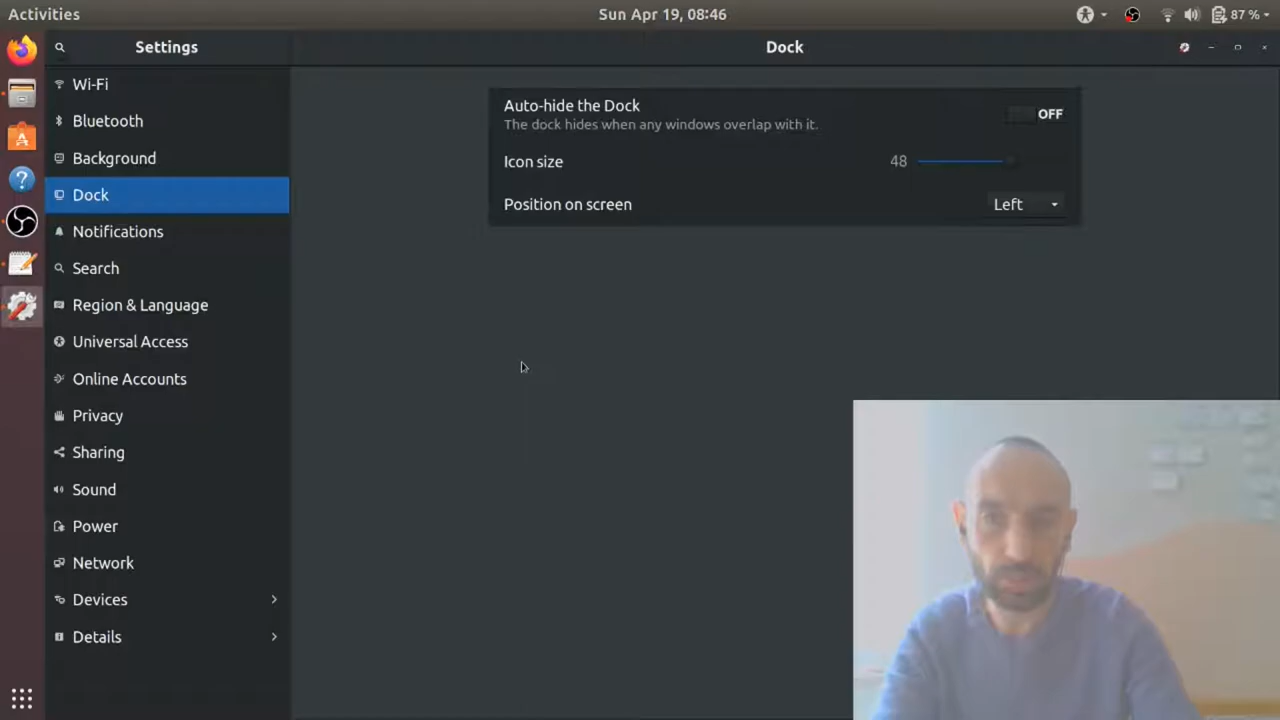 Activities
Sun Apr 19, 08:46
87 %
Settings
Dock
Wi-Fi
Bluetooth
Background
Dock
Notifications
Search
Region & Language
Universal Access
Online Accounts
Privacy
Sharing
Sound
Power
Network
Devices
Details
Auto-hide the Dock
OFF
The dock hides when any windows overlap with it.
Icon size
48
Position on screen
Left